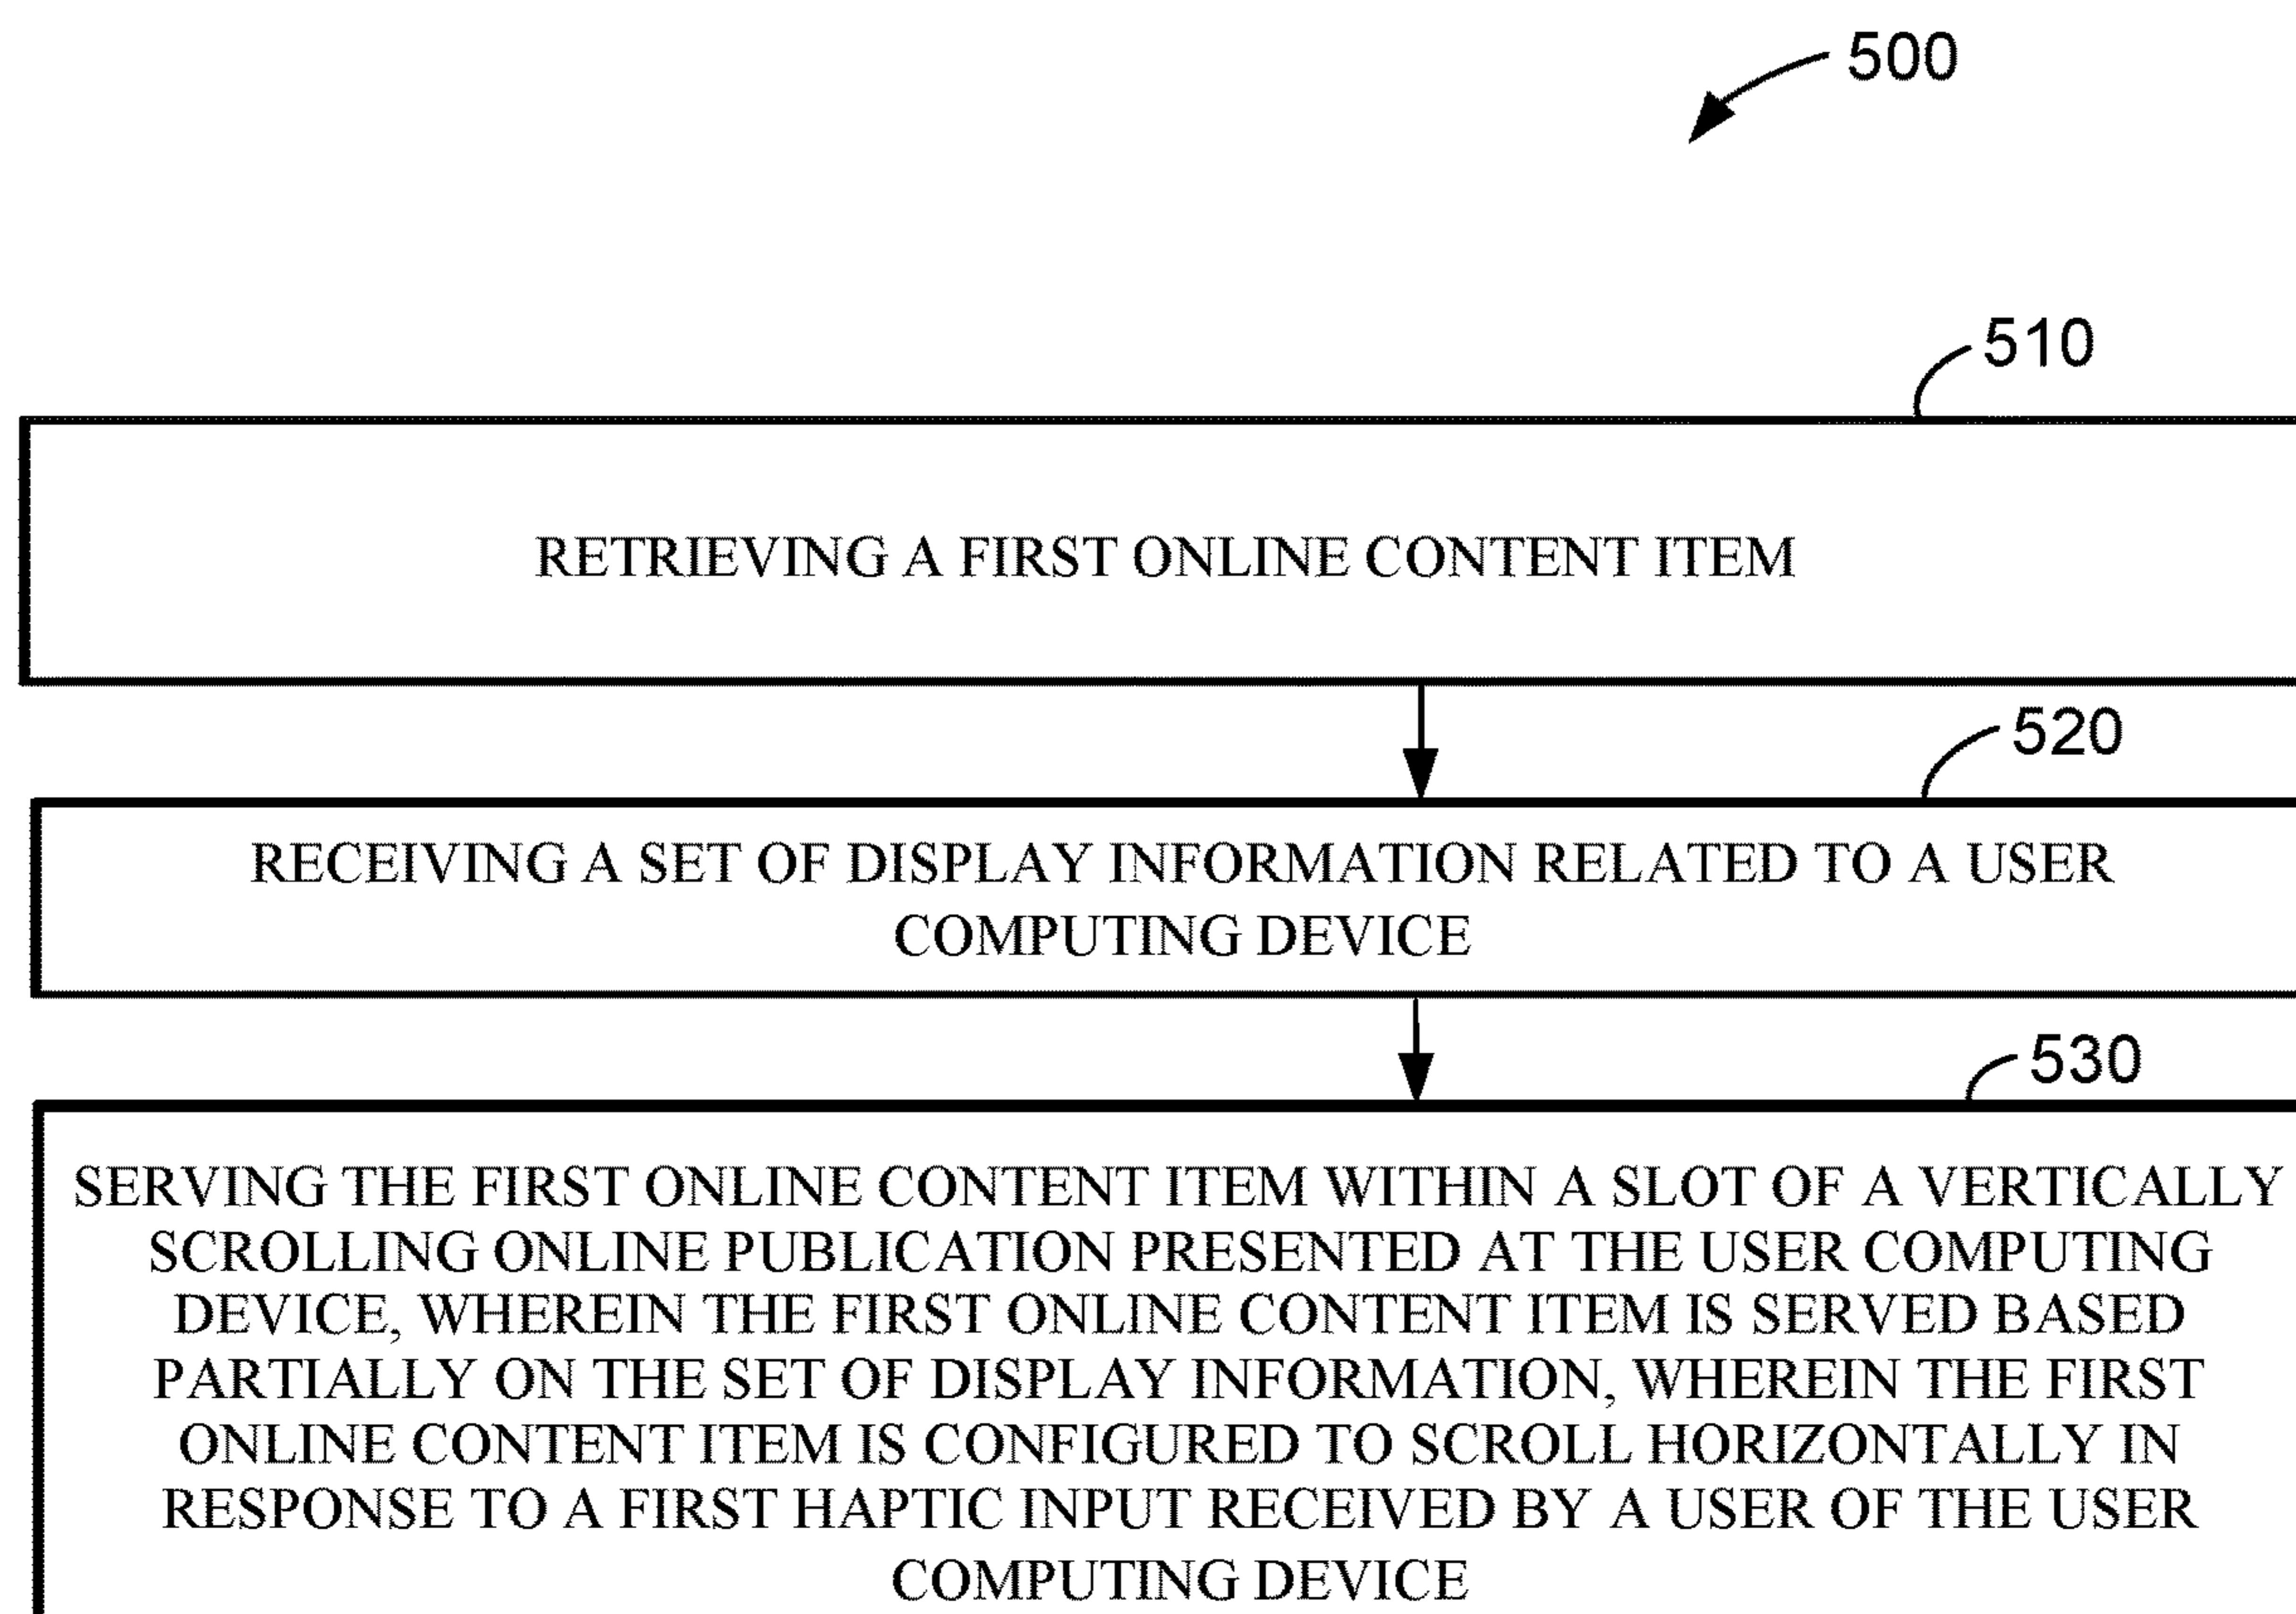 500
510
RETRIEVING A FIRST ONLINE CONTENT ITEM
520
RECEIVING A SET OF DISPLAY INFORMATION RELATED TO A USER
COMPUTING DEVICE
530
SERVING THE FIRST ONLINE CONTENT ITEM WITHIN A SLOT OF A VERTICALLY
SCROLLING ONLINE PUBLICATION PRESENTED AT THE USER COMPUTING
DEVICE, WHEREIN THE FIRST ONLINE CONTENT ITEM IS SERVED BASED
PARTIALLY ON THE SET OF DISPLAY INFORMATION, WHEREIN THE FIRST
ONLINE CONTENT ITEM IS CONFIGURED TO SCROLL HORIZONTALLY IN
RESPONSE TO A FIRST HAPTIC INPUT RECEIVED BY A USER OF THE USER
COMPUTING DEVICE